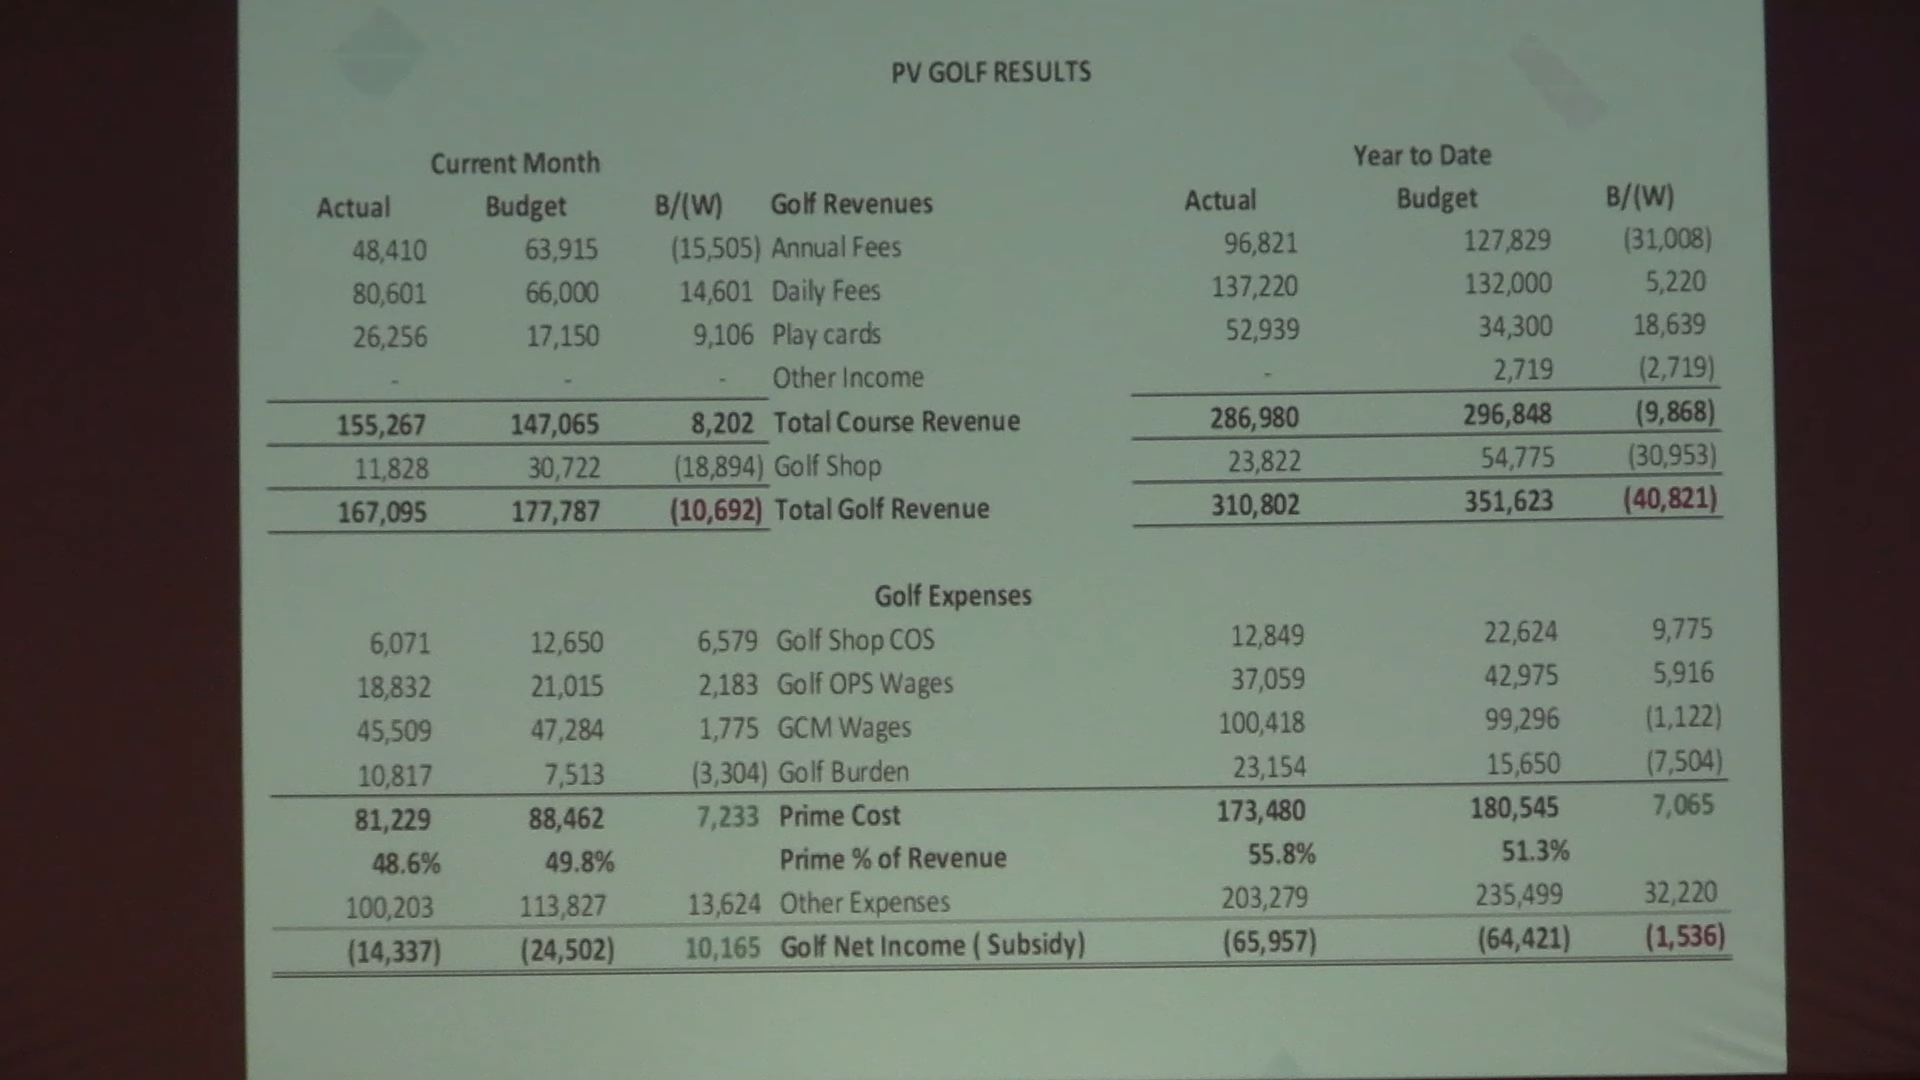 PV GOLF RESULTS
Current Month Year to Date
Actual Budget B/(W) Golf Revenues Actual Budget B/(W)
48,410 63,915 (15,505) Annual Fees 96,821 127,829 (31,008)
80,601 66,000 14,601 Daily Fees 137,220 132,000 5,220
26,256 17,150 9,106 Play cards 52,939 34,300 18,639
- - - Other Income - 2,719 (2,719)
155,267 147,065 8,202 Total Course Revenue 286,980 296,848 (9,868)
11,828 30,722 (18,894) Golf Shop 23,822 54,775 (30,953)
167,095 177,787 (10,692) Total Golf Revenue 310,802 351,623 (40,821)
Golf Expenses
6,071 12,650 6,579 Golf Shop COS 12,849 22,624 9,775
18,832 21,015 2,183 Golf OPS Wages 37,059 42,975 5,916
45,509 47,284 1,775 GCM Wages 100,418 99,296 (1,122)
10,817 7,513 (3,304) Golf Burden 23,154 15,650 (7,504)
81,229 88,462 7,233 Prime Cost 173,480 180,545 7,065
48.6% 49.8% Prime % of Revenue 55.8% 51.3%
100,203 113,827 13,624 Other Expenses 203,279 235,499 32,220
(14,337) (24,502) 10,165 Golf Net Income ( Subsidy) (65,957) (64,421) (1,536)